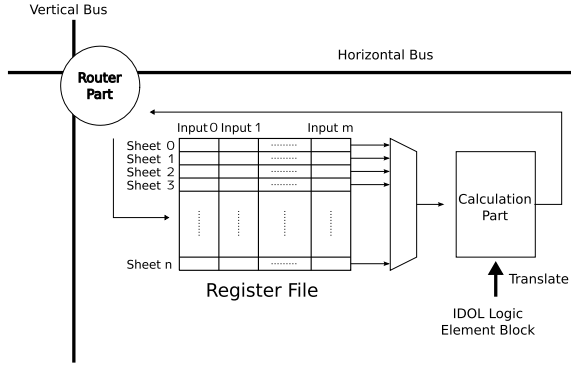 Vertical Bus
Horizontal Bus
Router
Part
Input 0 Input 1 Input m
Sheet 0
Sheet 1
Sheet 2
Sheet 3
Sheet n
Register File
Calculation
Part
Translate
IDOL Logic
Element Block